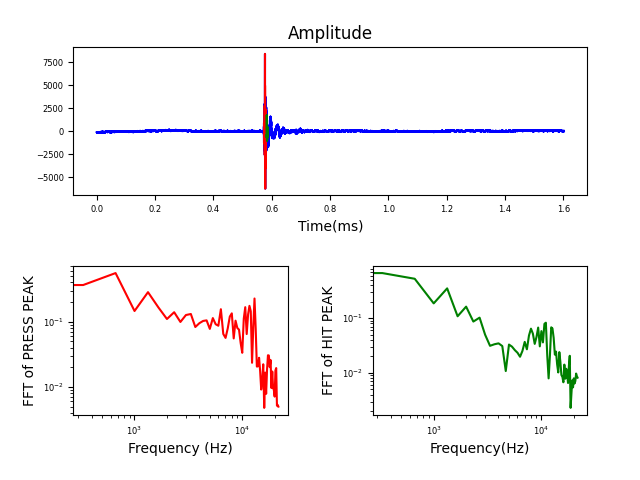 Amplitude
7500
5000
2500
0
−2500
−5000
0.0 0.2 0.4 0.6 0.8 1.0 1.2 1.4 1.6
Time(ms)
FFT of PRESS PEAK
10⁻¹
10⁻²
10³ 10⁴
Frequency (Hz)
FFT of HIT PEAK
10⁻¹
10⁻²
10³ 10⁴
Frequency(Hz)